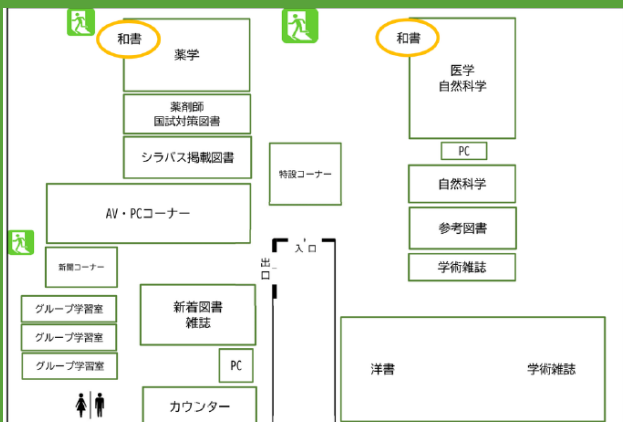 和書
薬学
薬剤師
国試対策図書
シラバス掲載図書
AV・PCコーナー
新聞コーナー
グループ学習室
グループ学習室
グループ学習室
新着図書
雑誌
PC
カウンター
特設コーナー
入口
出口
和書
医学
自然科学
PC
自然科学
参考図書
学術雑誌
洋書
学術雑誌